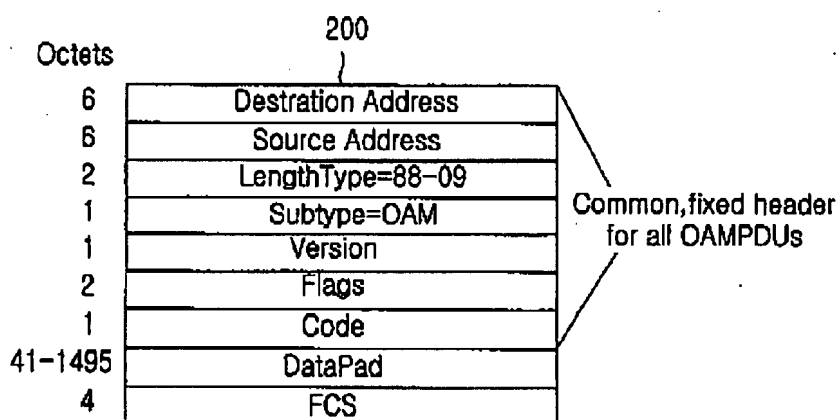 200
Octets
6 Destration Address
6 Source Address
2 LengthType=88-09
1 Subtype=OAM
1 Version
2 Flags
1 Code
41-1495 DataPad
4 FCS
Common,fixed header
for all OAMPDUs